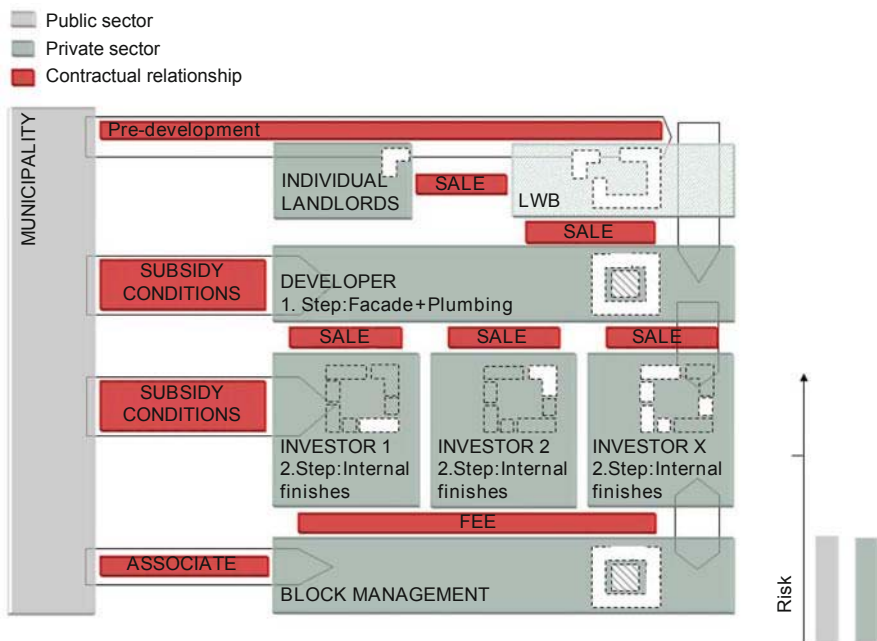 Public sector
Private sector
Contractual relationship
MUNICIPALITY
Pre-development
INDIVIDUAL
LANDLORDS
SALE
LWB
SALE
SUBSIDY
CONDITIONS
DEVELOPER
1. Step:Facade+Plumbing
SALE
SALE
SALE
SUBSIDY
CONDITIONS
INVESTOR 1
2.Step:Internal
finishes
INVESTOR 2
2.Step:Internal
finishes
INVESTOR X
2.Step:Internal
finishes
FEE
ASSOCIATE
BLOCK MANAGEMENT
Risk